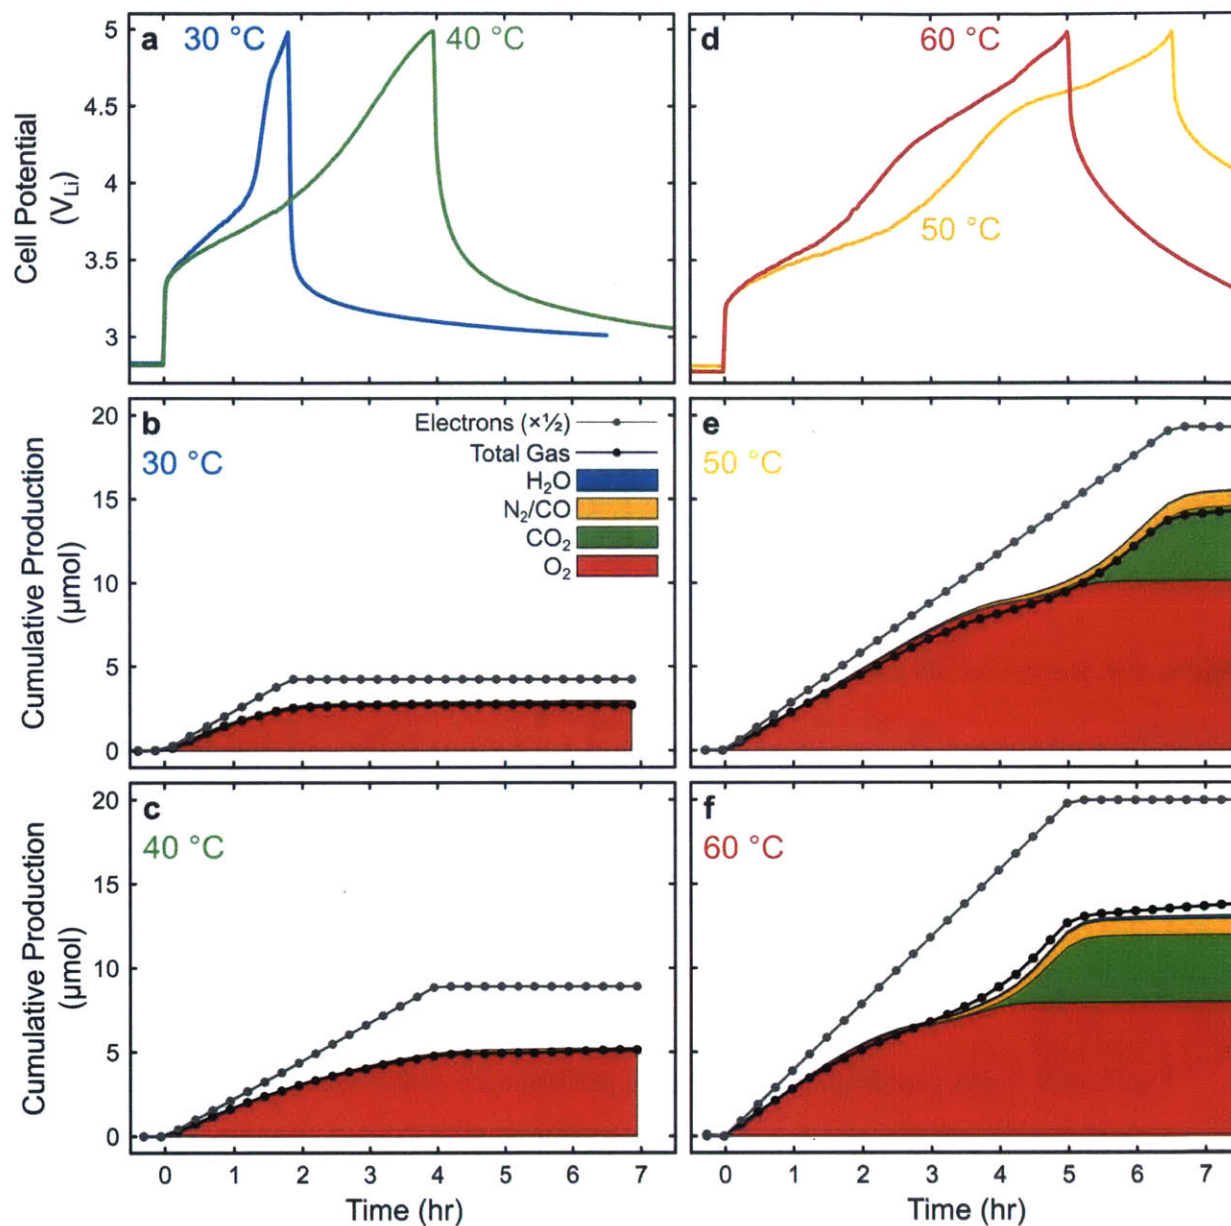 a
30 °C
40 °C
d
60 °C
50 °C
5
4.5
4
3.5
3
Cell Potential
(V_Li)
b
30 °C
Electrons (×½)
Total Gas
H₂O
N₂/CO
CO₂
O₂
e
50 °C
20
15
10
5
0
Cumulative Production
(µmol)
c
40 °C
f
60 °C
20
15
10
5
0
Cumulative Production
(µmol)
0 1 2 3 4 5 6 7
0 1 2 3 4 5 6 7
Time (hr)
Time (hr)